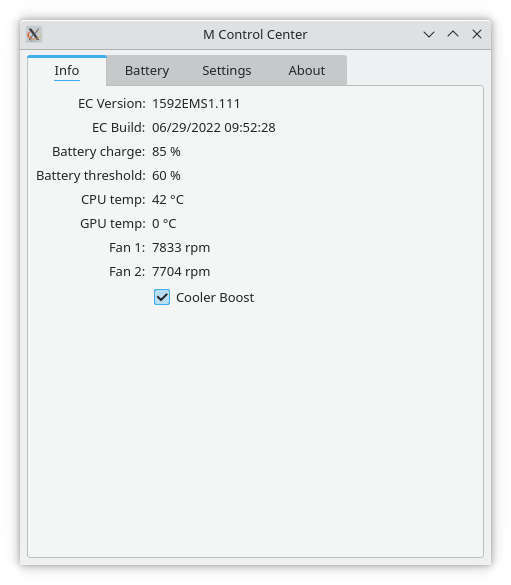 M Control Center
Info Battery Settings About
EC Version: 1592EMS1.111
EC Build: 06/29/2022 09:52:28
Battery charge: 85 %
Battery threshold: 60 %
CPU temp: 42 °C
GPU temp: 0 °C
Fan 1: 7833 rpm
Fan 2: 7704 rpm
Cooler Boost